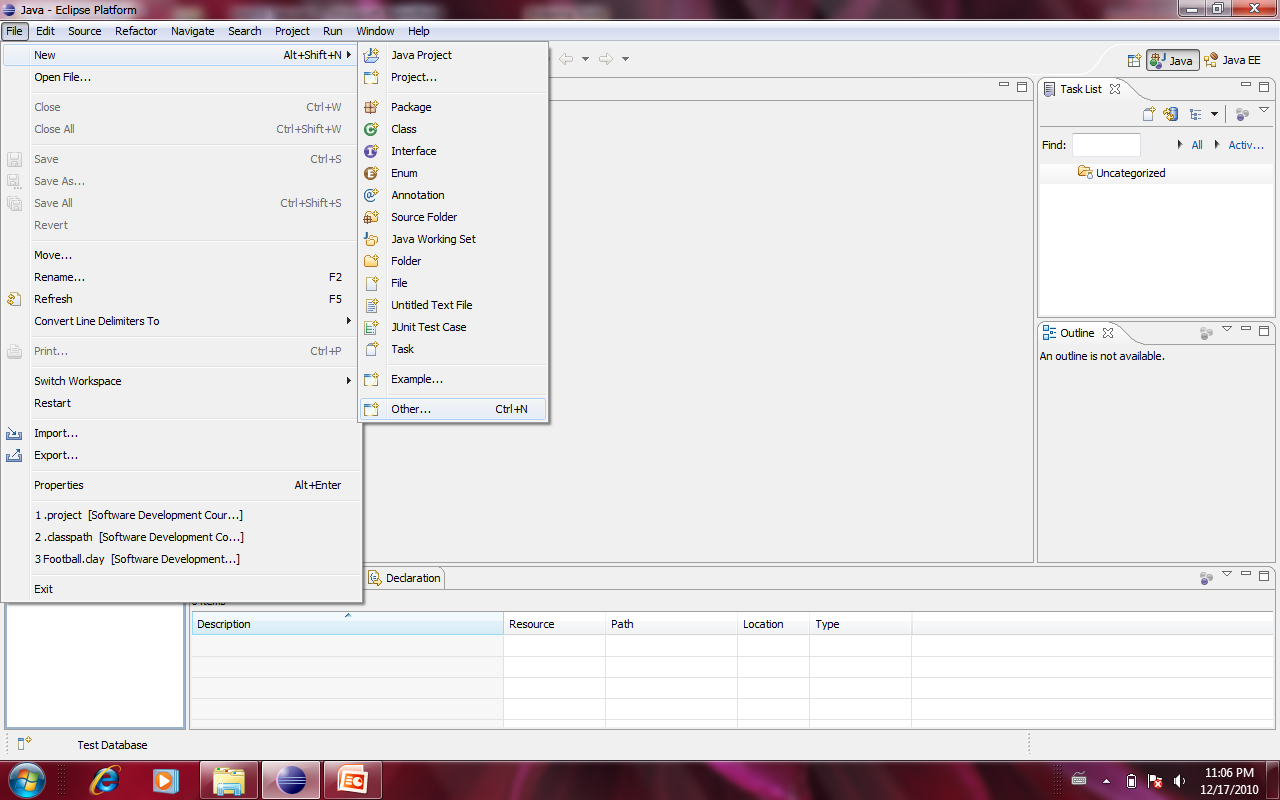 Java - Eclipse Platform
File Edit Source Refactor Navigate Search Project Run Window Help
New Alt+Shift+N
Open File...
Close Ctrl+W
Close All Ctrl+Shift+W
Save Ctrl+S
Save As...
Save All Ctrl+Shift+S
Revert
Move...
Rename... F2
Refresh F5
Convert Line Delimiters To
Print... Ctrl+P
Switch Workspace
Restart
Import...
Export...
Properties Alt+Enter
1 .project [Software Development Cour...]
2 .classpath [Software Development Co...]
3 Football.clay [Software Development...]
Exit
Java Project
Project...
Package
Class
Interface
Enum
Annotation
Source Folder
Java Working Set
Folder
File
Untitled Text File
JUnit Test Case
Task
Example...
Other... Ctrl+N
Java Java EE
Task List
Find: All Activ...
Uncategorized
Outline
An outline is not available.
Declaration
Description Resource Path Location Type
Test Database
11:06 PM
12/17/2010